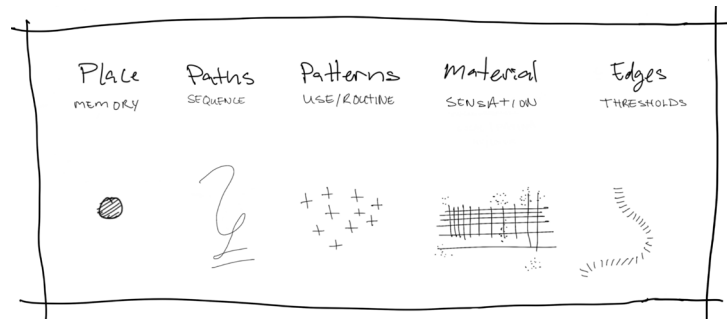 Place
Paths
Patterns
Material
Edges
MEMORY
SEQUENCE
USE/ROUTINE
SENSATION
THRESHOLDS